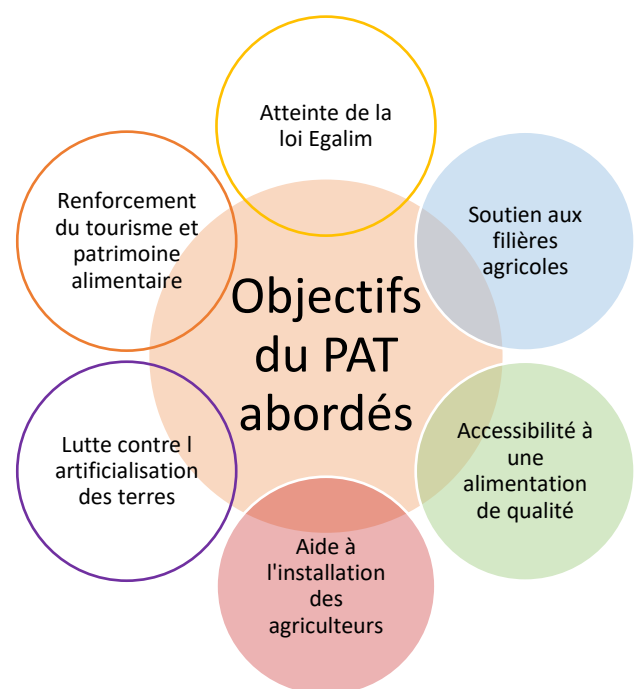 Atteinte de la
loi Egalim
Soutien aux
filières
agricoles
Accessibilité à
une
alimentation
de qualité
Aide à
l'installation
des
agriculteurs
Lutte contre l
artificialisation
des terres
Renforcement
du tourisme et
patrimoine
alimentaire
Objectifs
du PAT
abordés